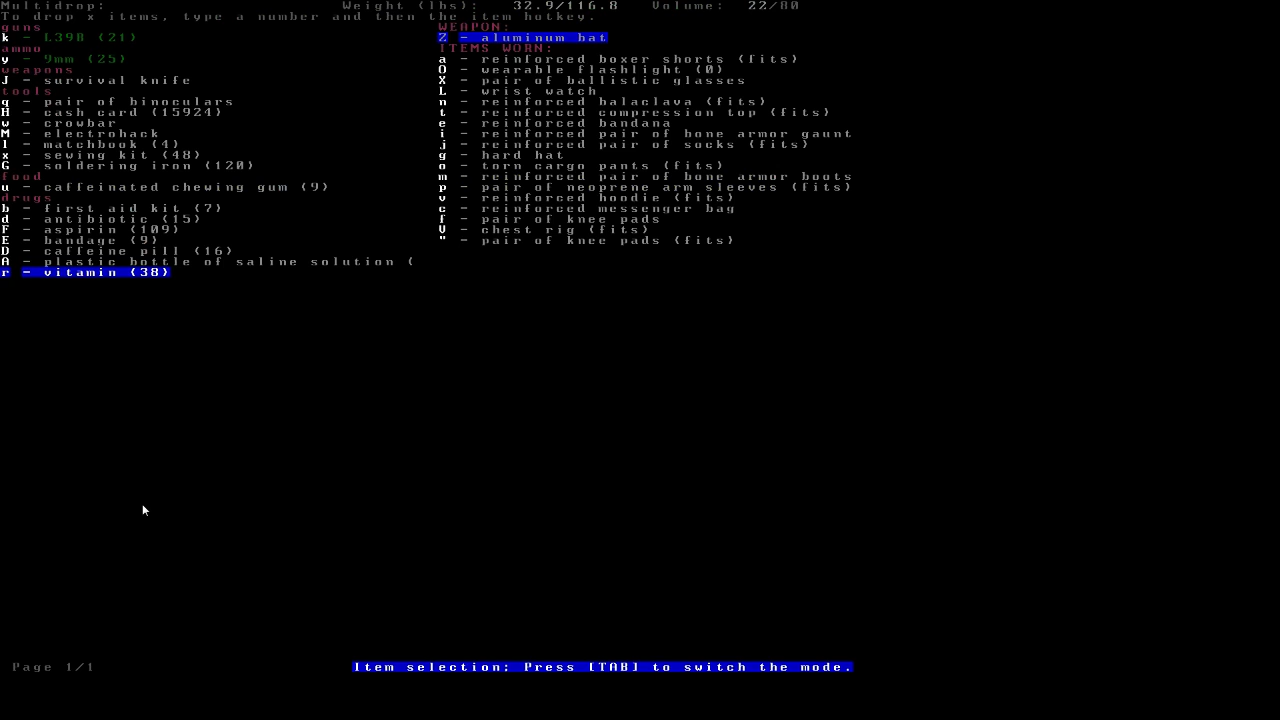 Multidrop: Weight (lbs): 32.9/116.8 Volume: 22/80
To drop x items, type a number and then the item hotkey.
guns
k - L39B (21)
ammo
y - 9mm (25)
weapons
J - survival knife
tools
q - pair of binoculars
H - cash card (15924)
w - crowbar
M - electrohack
l - matchbook (4)
x - sewing kit (48)
G - soldering iron (120)
food
u - caffeinated chewing gum (9)
drugs
b - first aid kit (7)
d - antibiotic (15)
F - aspirin (109)
E - bandage (9)
D - caffeine pill (16)
A - plastic bottle of saline solution (
r - vitamin (38)
WEAPON:
Z - aluminum bat
ITEMS WORN:
a - reinforced boxer shorts (fits)
O - wearable flashlight (0)
X - pair of ballistic glasses
L - wrist watch
n - reinforced balaclava (fits)
t - reinforced compression top (fits)
e - reinforced bandana
i - reinforced pair of bone armor gaunt
j - reinforced pair of socks (fits)
g - hard hat
o - torn cargo pants (fits)
m - reinforced pair of bone armor boots
p - pair of neoprene arm sleeves (fits)
v - reinforced hoodie (fits)
c - reinforced messenger bag
f - pair of knee pads
V - chest rig (fits)
" - pair of knee pads (fits)
Page 1/1
Item selection: Press [TAB] to switch the mode.